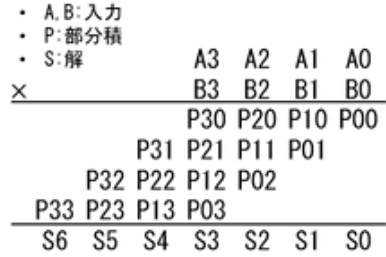 ・ A,B:入力
・ P:部分積
・ S:解 A3 A2 A1 A0
× B3 B2 B1 B0
P30 P20 P10 P00
P31 P21 P11 P01
P32 P22 P12 P02
P33 P23 P13 P03
S6 S5 S4 S3 S2 S1 S0